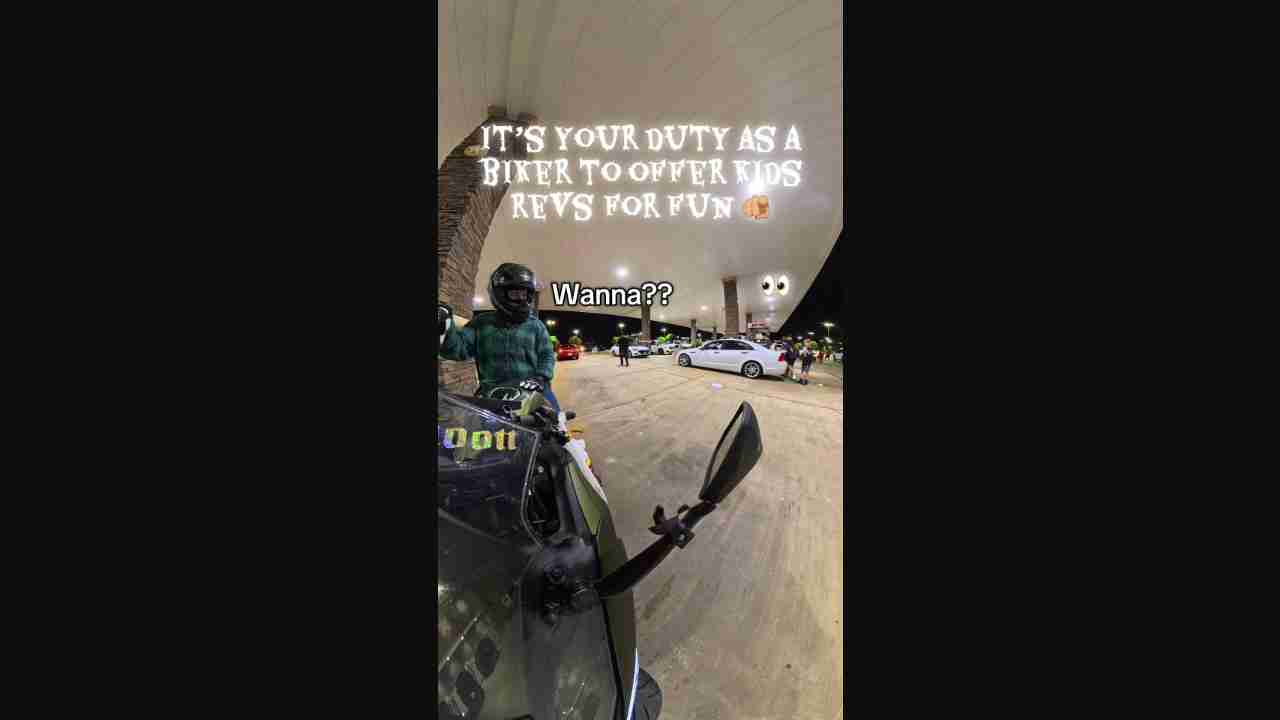 IT'S YOUR DUTY AS A
BIKER TO OFFER KIDS
REVS FOR FUN 🫵
Wanna??
👀